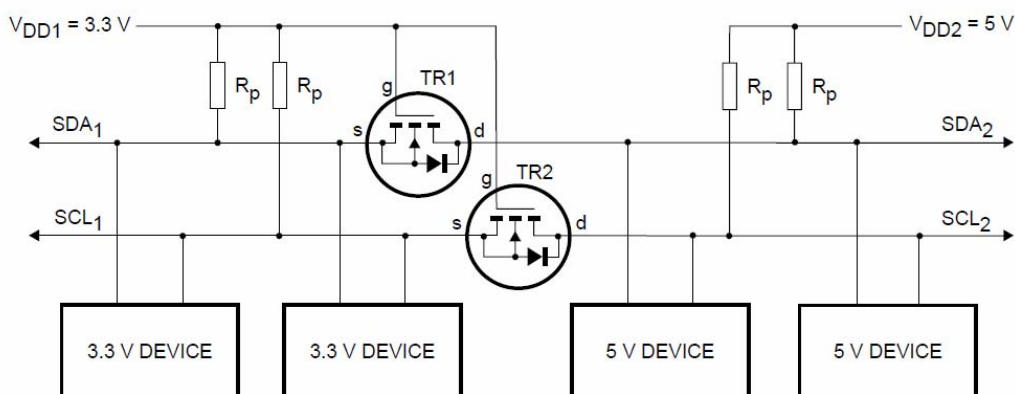 VDD1 = 3.3 V
VDD2 = 5 V
Rp
Rp
TR1
g
Rp
Rp
SDA1
s
d
SDA2
TR2
g
SCL1
s
d
SCL2
3.3 V DEVICE
3.3 V DEVICE
5 V DEVICE
5 V DEVICE